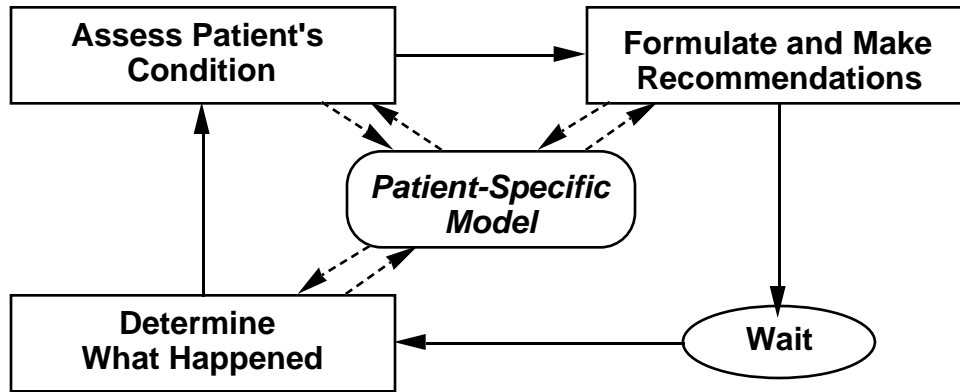 Assess Patient's
Condition
Formulate and Make
Recommendations
Patient-Specific
Model
Determine
What Happened
Wait